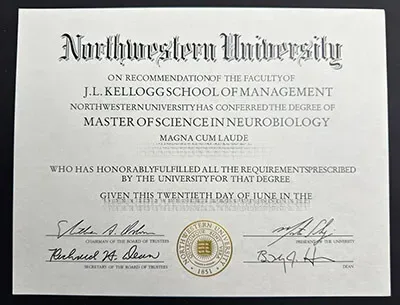 Northwestern University
ON RECOMMENDATION OF THE FACULTY OF
J.L. KELLOGG SCHOOL OF MANAGEMENT
NORTHWESTERN UNIVERSITY HAS CONFERRED THE DEGREE OF
MASTER OF SCIENCE IN NEUROBIOLOGY
MAGNA CUM LAUDE
WHO HAS HONORABLY FULFILLED ALL THE REQUIREMENTS PRESCRIBED
BY THE UNIVERSITY FOR THAT DEGREE
GIVEN THIS TWENTIETH DAY OF JUNE IN THE
CHAIRMAN OF THE BOARD OF TRUSTEES
PRESIDENT OF THE UNIVERSITY
NORTHWESTERN UNIVERSITY
1851
SECRETARY OF THE BOARD OF TRUSTEES
DEAN